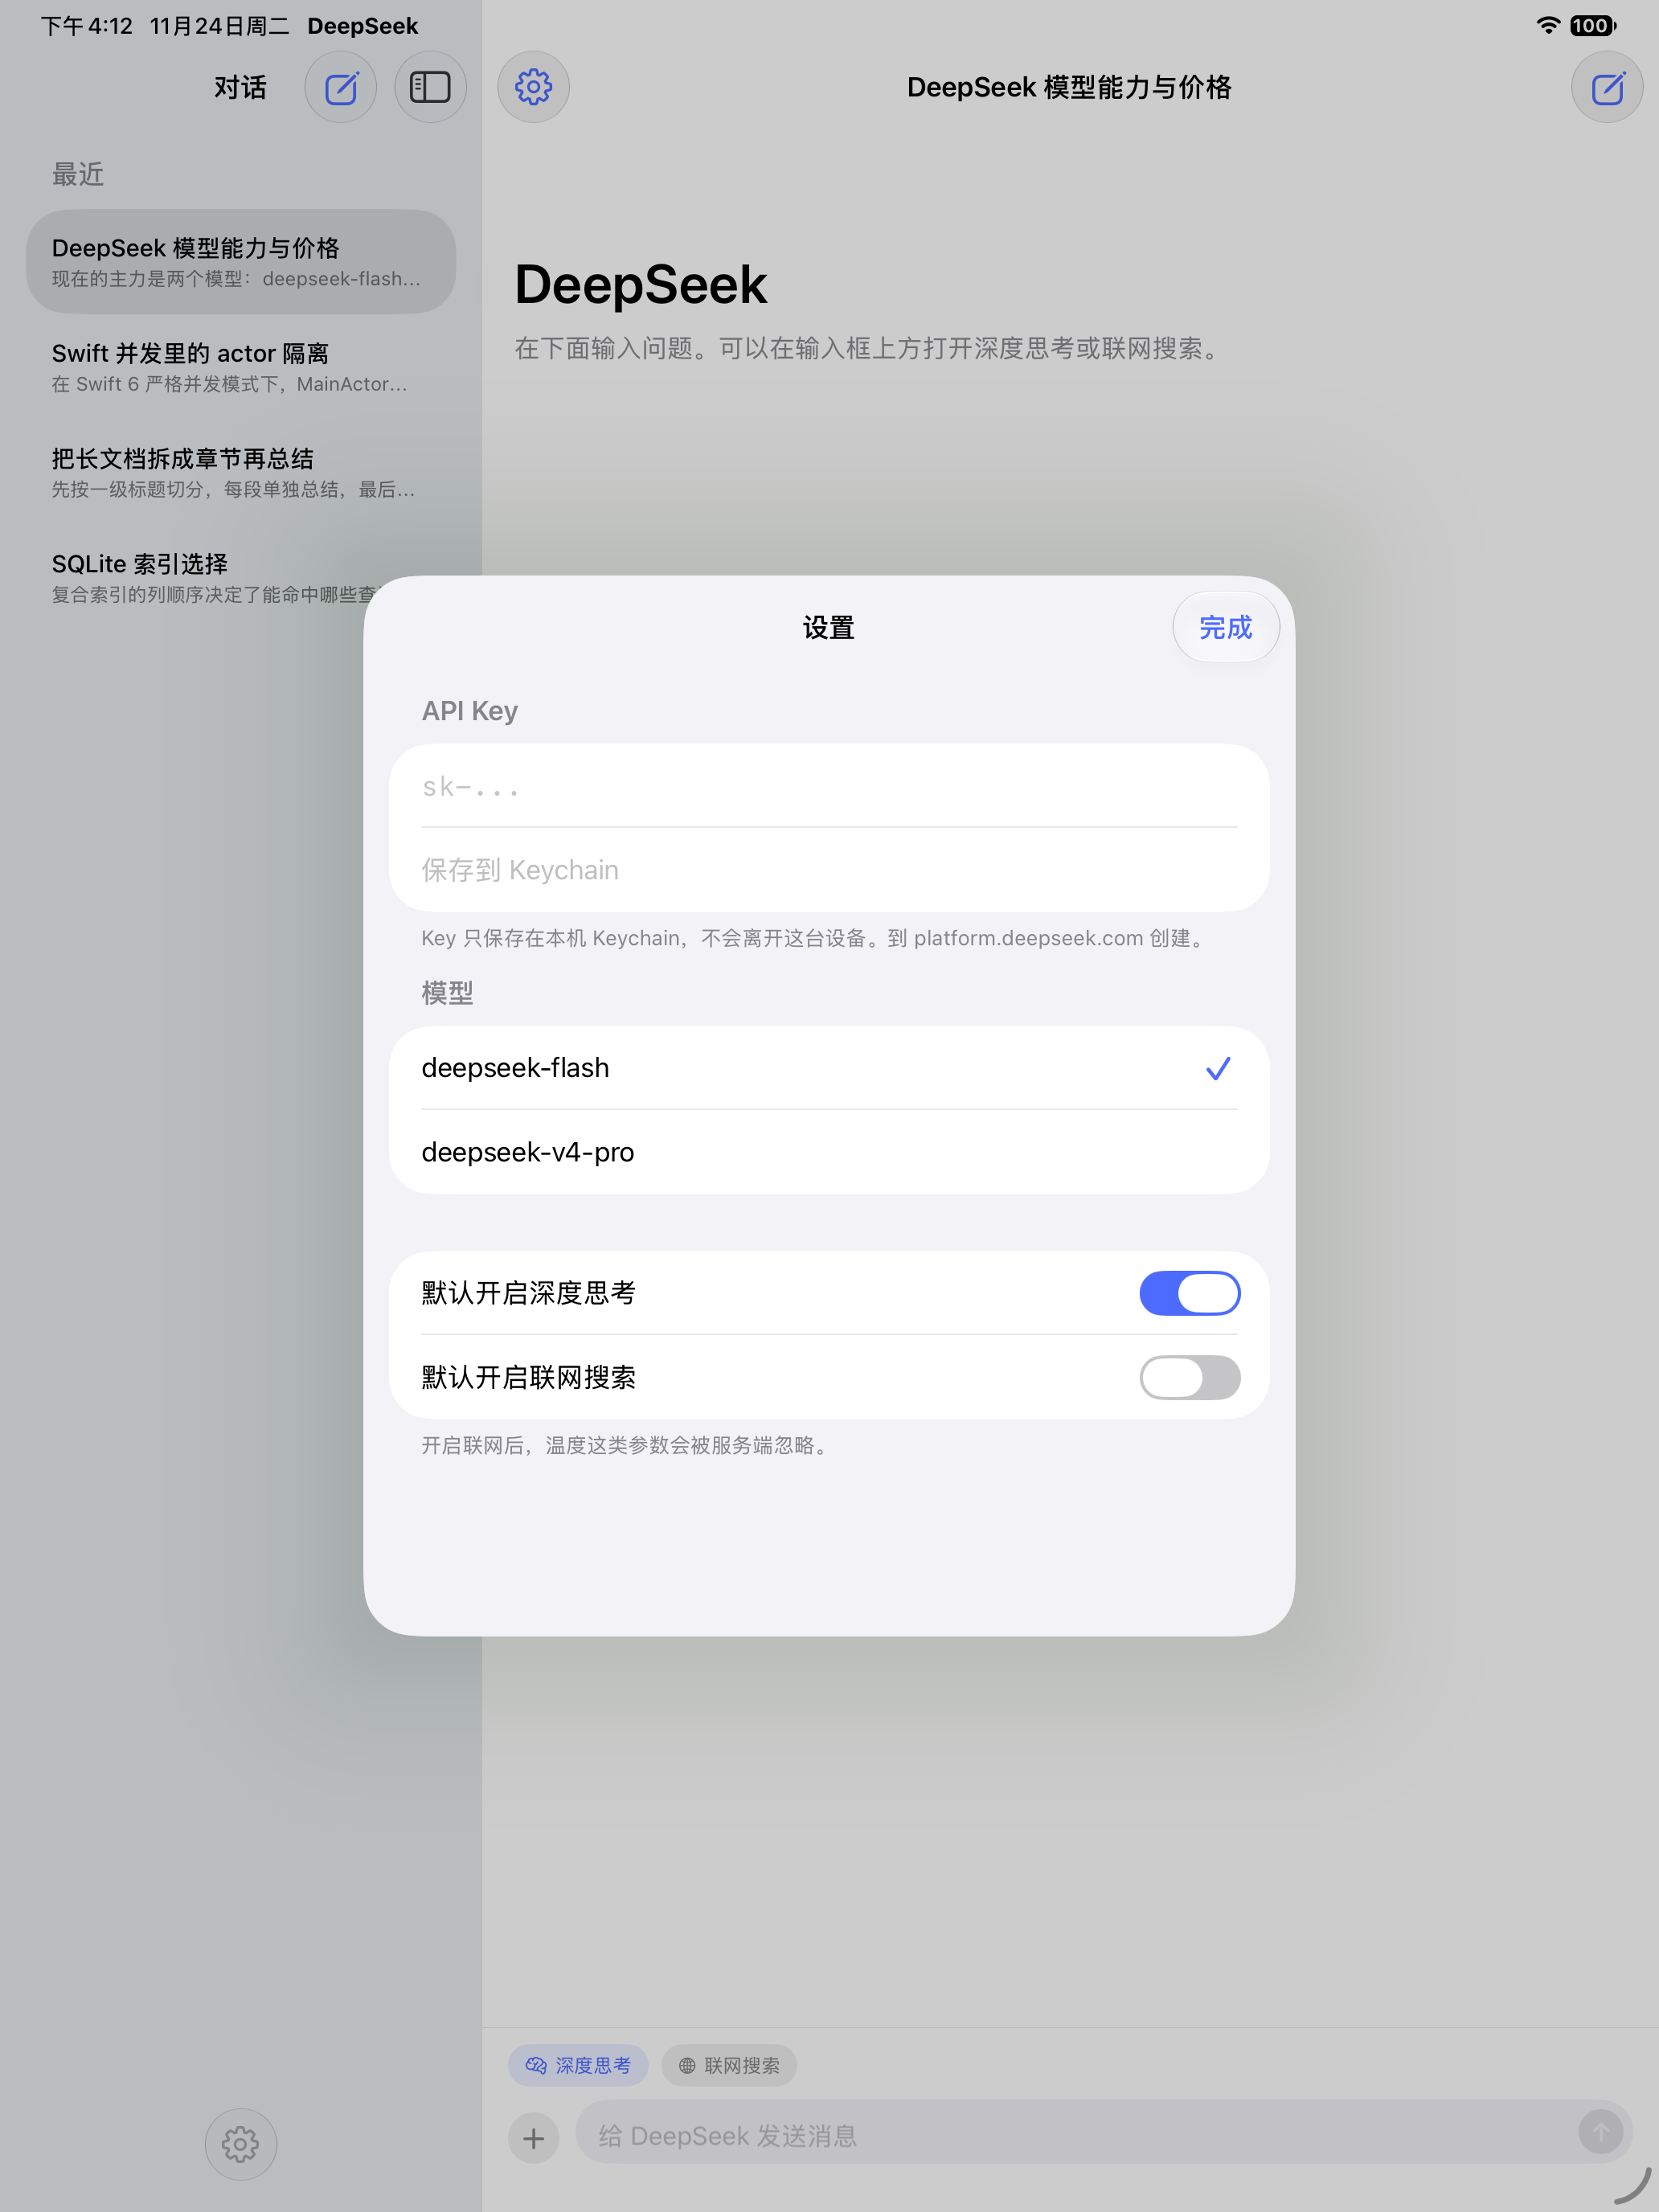 下午4:12 11月24日周二 DeepSeek
100
对话
DeepSeek 模型能力与价格
最近
DeepSeek 模型能力与价格
现在的主力是两个模型：deepseek-flash...
Swift 并发里的 actor 隔离
在 Swift 6 严格并发模式下，MainActor...
把长文档拆成章节再总结
先按一级标题切分，每段单独总结，最后...
SQLite 索引选择
复合索引的列顺序决定了能命中哪些查
DeepSeek
在下面输入问题。可以在输入框上方打开深度思考或联网搜索。
设置
完成
API Key
sk-...
保存到 Keychain
Key 只保存在本机 Keychain，不会离开这台设备。到 platform.deepseek.com 创建。
模型
deepseek-flash
deepseek-v4-pro
默认开启深度思考
默认开启联网搜索
开启联网后，温度这类参数会被服务端忽略。
深度思考
联网搜索
给 DeepSeek 发送消息